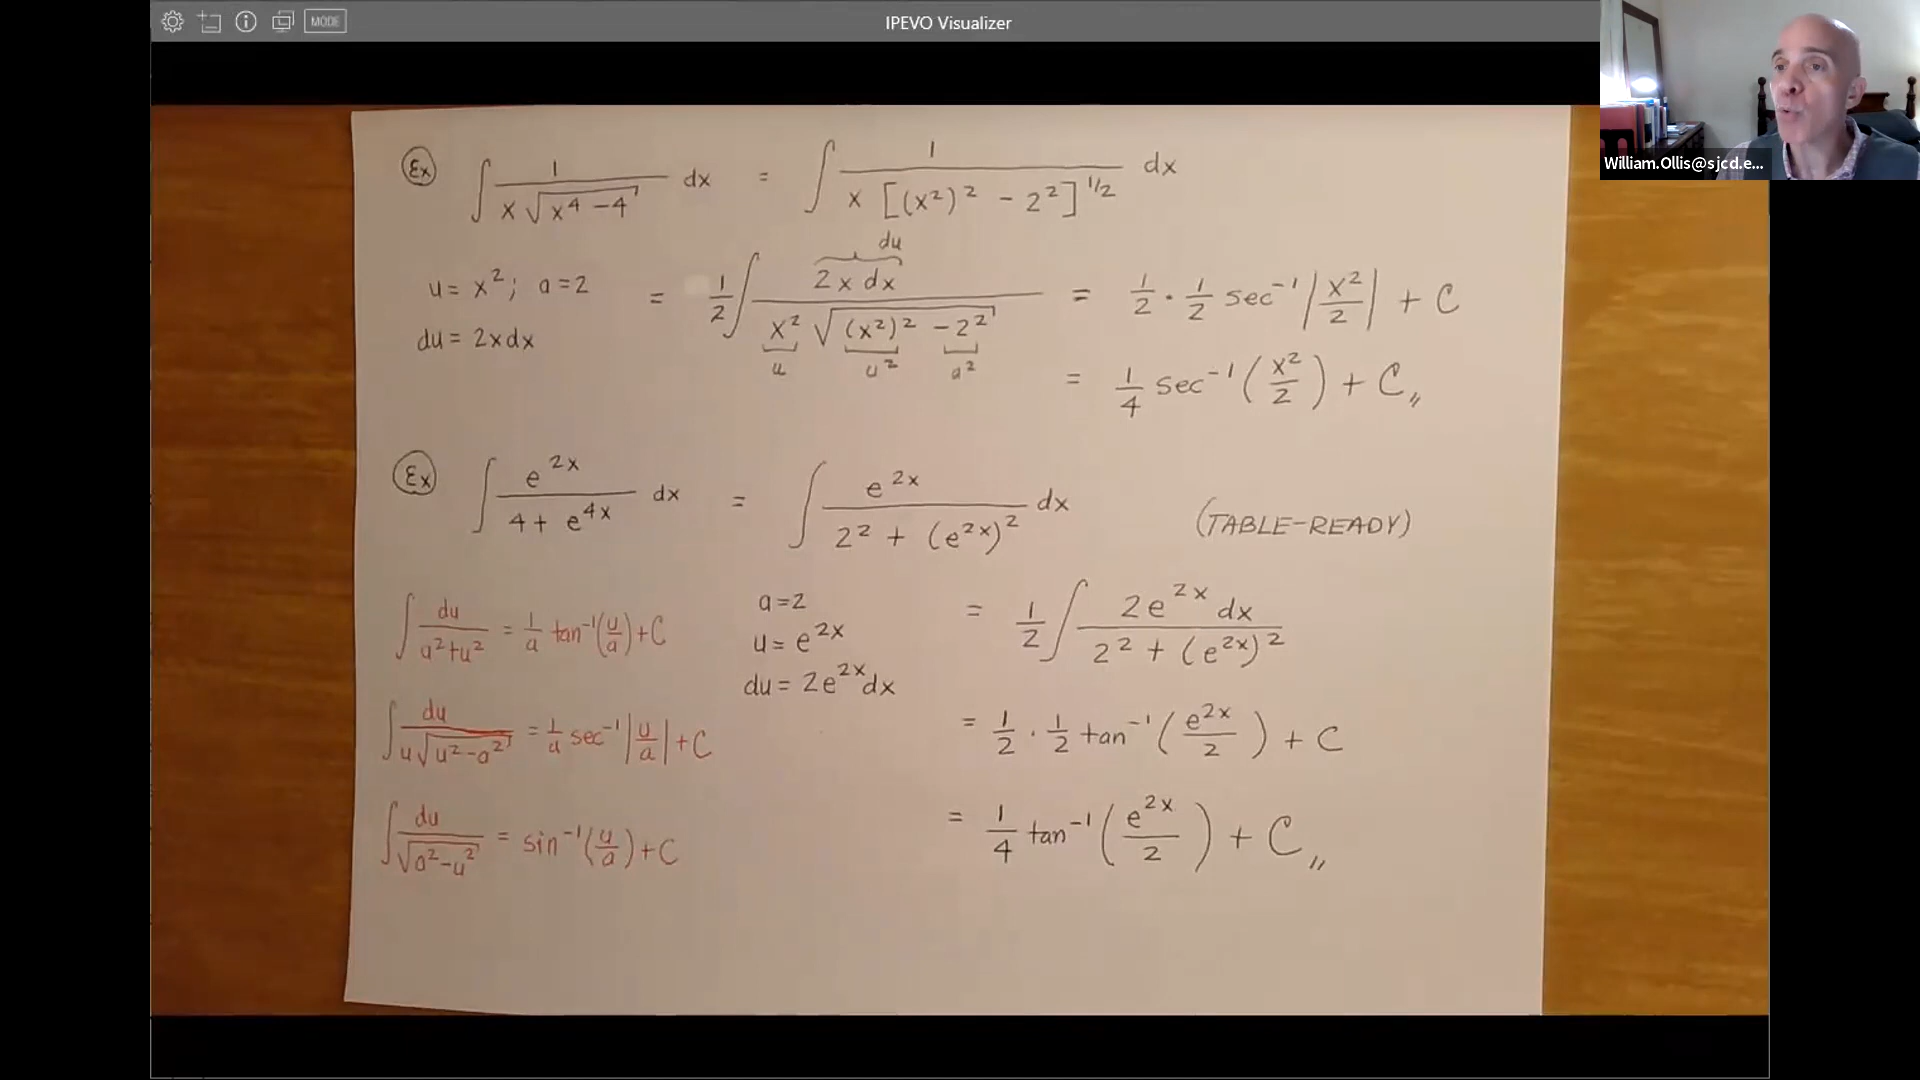 MODE
IPEVO Visualizer
William.Ollis@sjcd.e...
Ex ∫ 1 / (x √(x⁴ − 4)) dx = ∫ 1 / (x [(x²)² − 2²]^(1/2)) dx
u = x² ; a = 2
du = 2x dx
= 1/2 ∫ 2x dx / (x² √((x²)² − 2²)) = 1/2 · 1/2 sec⁻¹ |x²/2| + C
du
u u² a²
= 1/4 sec⁻¹ (x²/2) + C,,
Ex ∫ e^(2x) / (4 + e^(4x)) dx = ∫ e^(2x) / (2² + (e^(2x))²) dx (TABLE-READY)
∫ du / (a² + u²) = 1/a tan⁻¹ (u/a) + C
∫ du / (u √(u² − a²)) = 1/a sec⁻¹ |u/a| + C
∫ du / √(a² − u²) = sin⁻¹ (u/a) + C
a = 2
u = e^(2x)
du = 2e^(2x) dx
= 1/2 ∫ 2e^(2x) dx / (2² + (e^(2x))²)
= 1/2 · 1/2 tan⁻¹ (e^(2x)/2) + C
= 1/4 tan⁻¹ (e^(2x)/2) + C,,